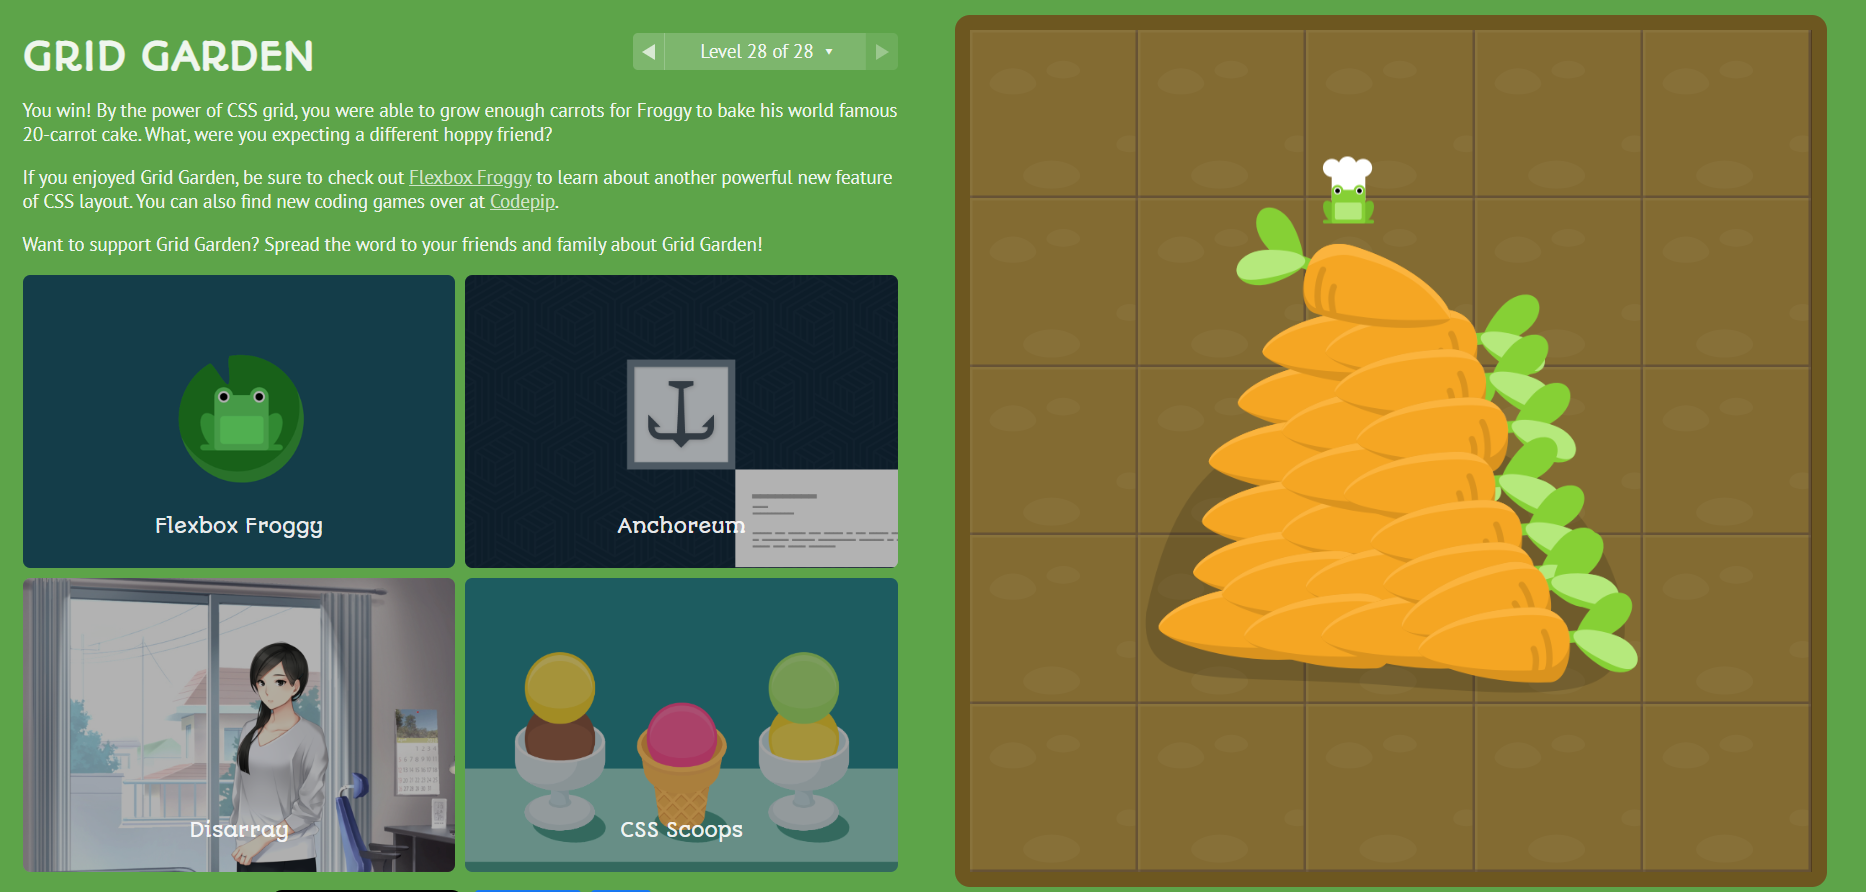 GRID GARDEN
Level 28 of 28
You win! By the power of CSS grid, you were able to grow enough carrots for Froggy to bake his world famous
20-carrot cake. What, were you expecting a different hoppy friend?
If you enjoyed Grid Garden, be sure to check out Flexbox Froggy to learn about another powerful new feature
of CSS layout. You can also find new coding games over at Codepip.
Want to support Grid Garden? Spread the word to your friends and family about Grid Garden!
Flexbox Froggy
Anchoreum
Disarray
CSS Scoops